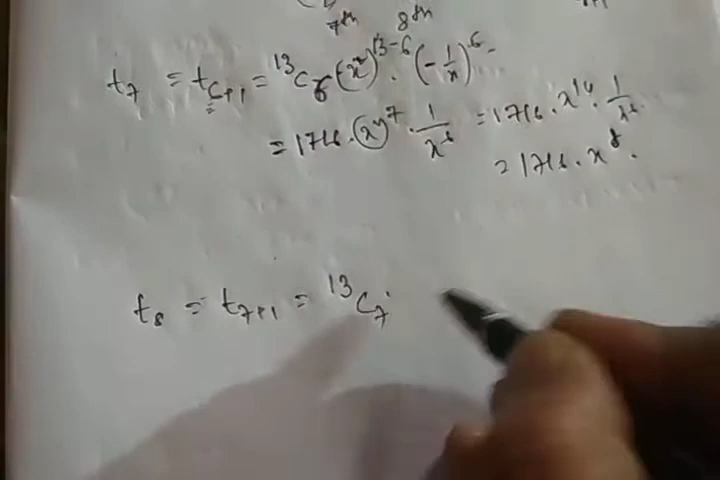 7th 8th
t₇ = t₆₊₁ = ¹³C₆ (x²)¹³⁻⁶ · (-1/x)⁶
= 1716 · (x²)⁷ · 1/x⁶ = 1716 · x¹⁴ · 1/x⁶
= 1716 · x⁸ .
t₈ = t₇₊₁ = ¹³C₇ ·